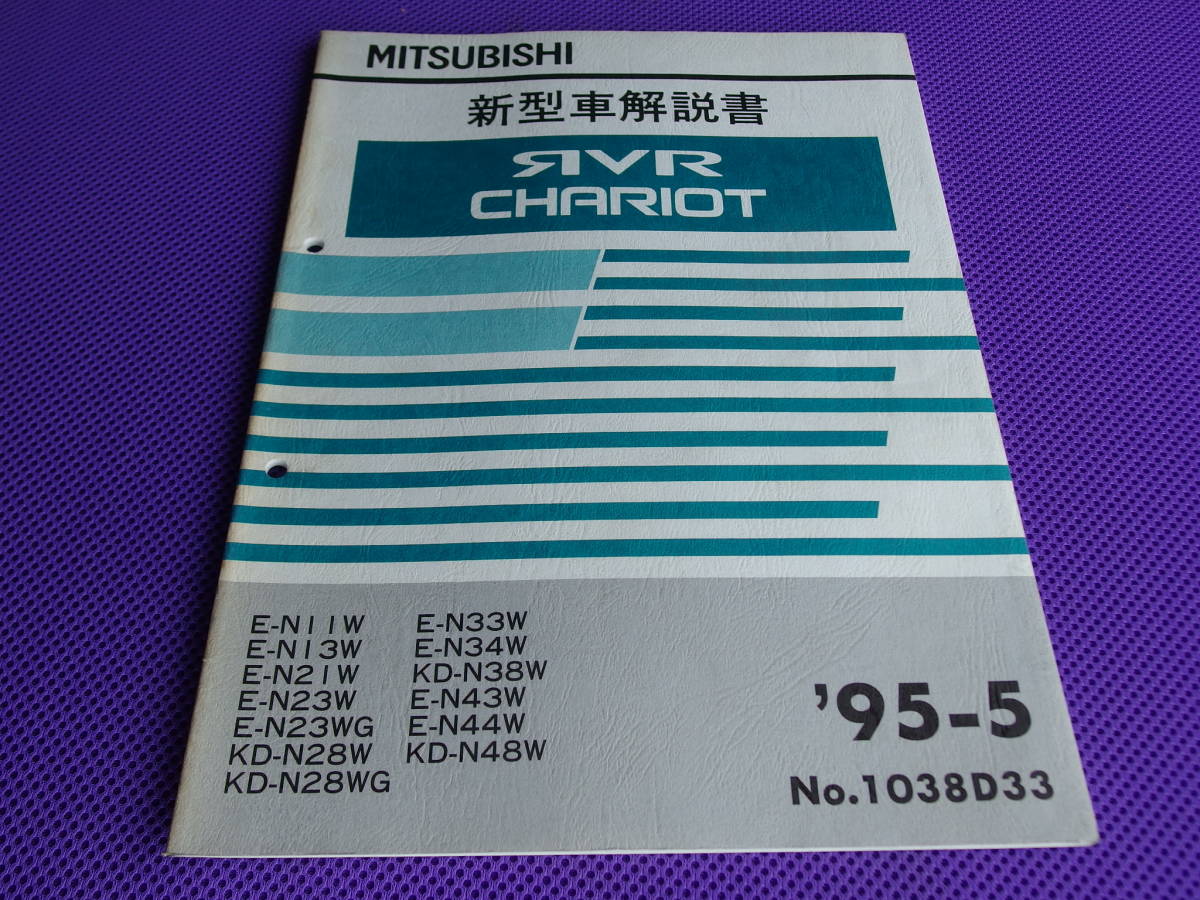 MITSUBISHI
新型車解説書
RVR
CHARIOT
E-N11W
E-N13W
E-N21W
E-N23W
E-N23WG
KD-N28W
KD-N28WG
E-N33W
E-N34W
KD-N38W
E-N43W
E-N44W
KD-N48W
'95-5
No.1038D33